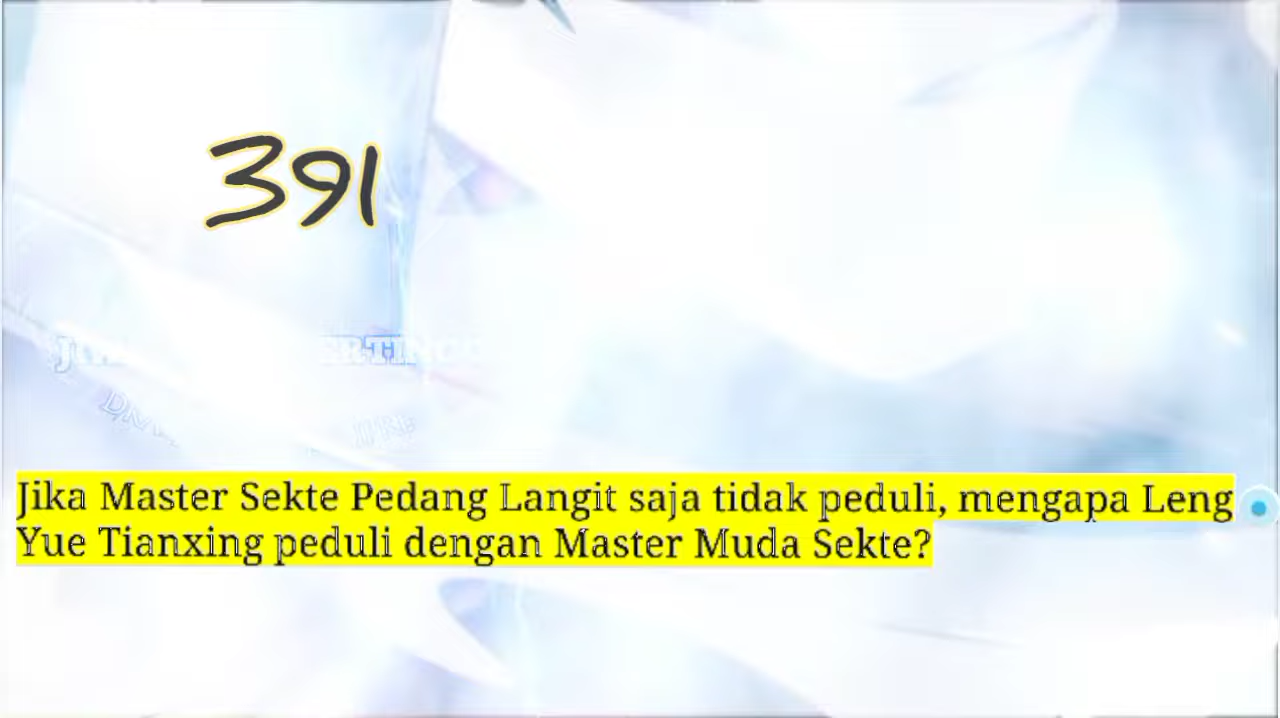 391
Jika Master Sekte Pedang Langit saja tidak peduli, mengapa Leng
Yue Tianxing peduli dengan Master Muda Sekte?